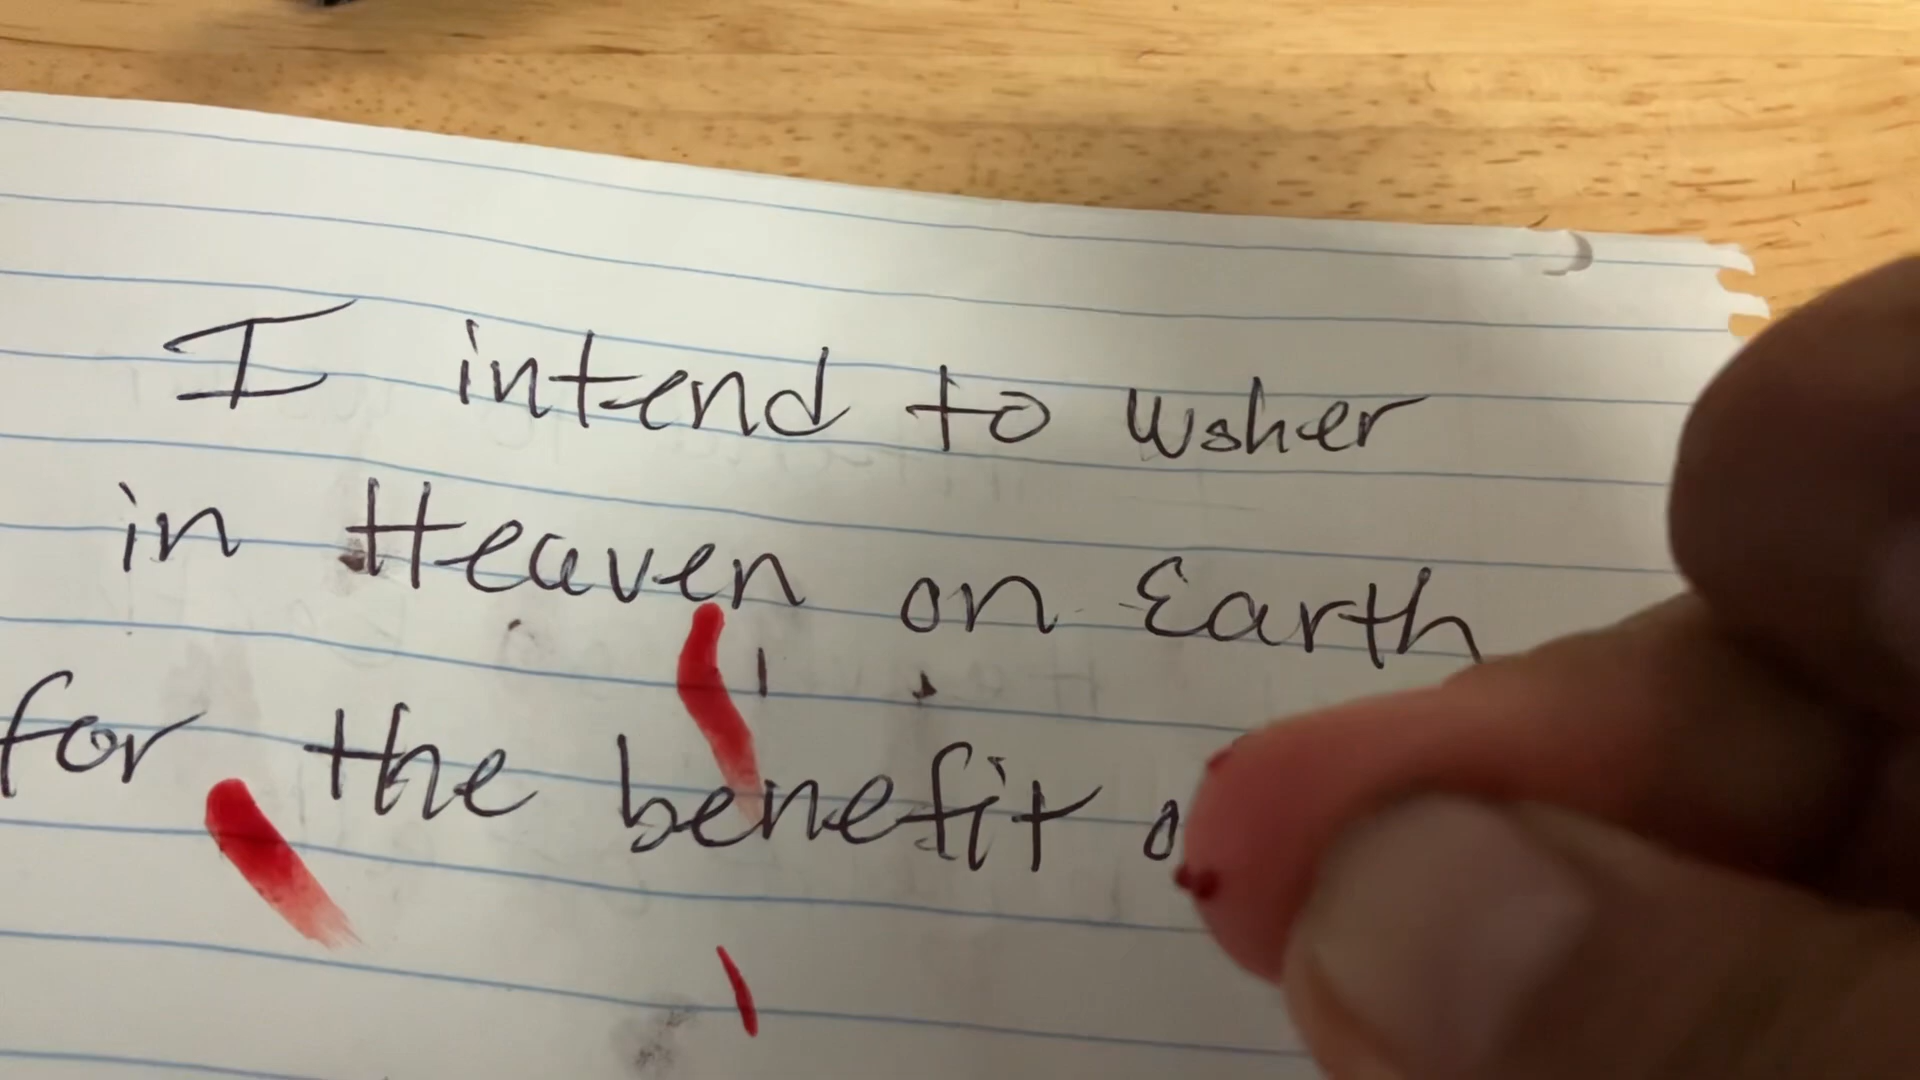 I intend to usher
in Heaven on Earth
for the benefit